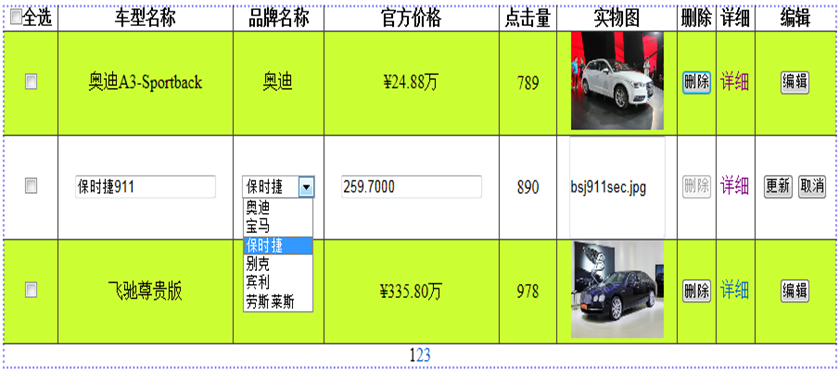 全选 车型名称 品牌名称 官方价格 点击量 实物图 删除 详细 编辑
奥迪A3-Sportback 奥迪 ¥24.88万 789 删除 详细 编辑
保时捷911 保时捷 259.7000 890 bsj911sec.jpg 删除 详细 更新 取消
奥迪
宝马
保时捷
别克
宾利
劳斯莱斯
飞驰尊贵版 ¥335.80万 978 删除 详细 编辑
123